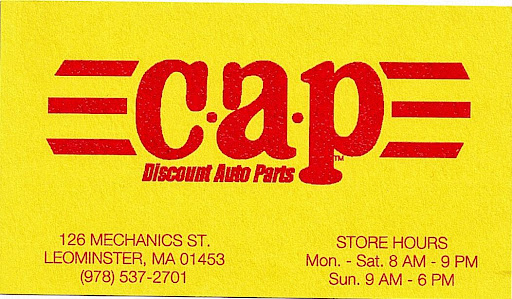 c·a·p™
Discount Auto Parts
126 MECHANICS ST.
LEOMINSTER, MA 01453
(978) 537-2701
STORE HOURS
Mon. - Sat. 8 AM - 9 PM
Sun. 9 AM - 6 PM